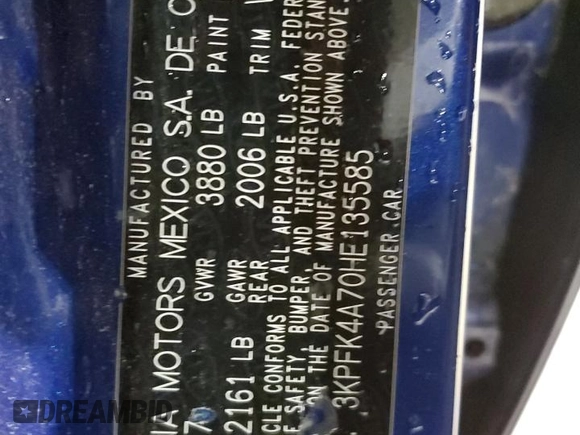 MANUFACTURED BY
IA MOTORS MEXICO S.A. DE C
7 GVWR 3880 LB PAINT
2161 LB GAWR REAR 2006 LB TRIM
CLE CONFORMS TO ALL APPLICABLE U.S.A. FEDER
E SAFETY, BUMPER, AND THEFT PREVENTION STAN
ON THE DATE OF MANUFACTURE SHOWN ABOVE.
3KPFK4A70HE135585
PASSENGER CAR
DREAMBID